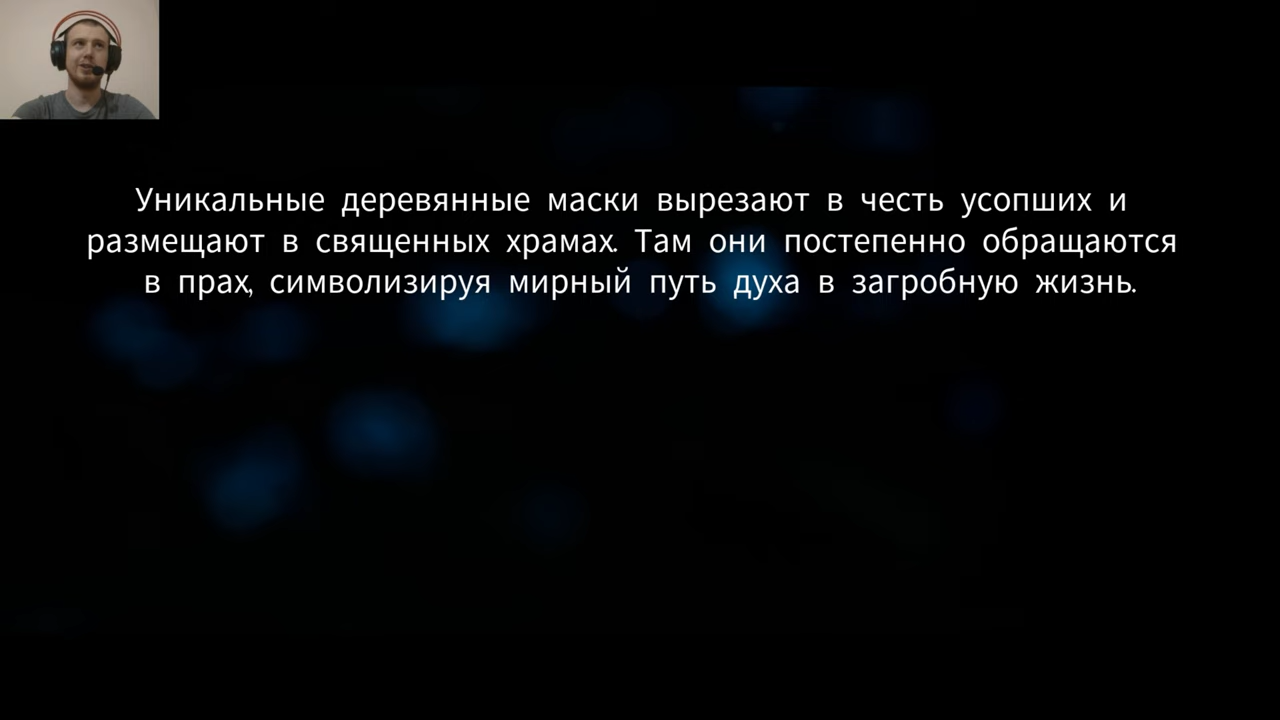 Уникальные деревянные маски вырезают в честь усопших и
размещают в священных храмах. Там они постепенно обращаются
в прах, символизируя мирный путь духа в загробную жизнь.